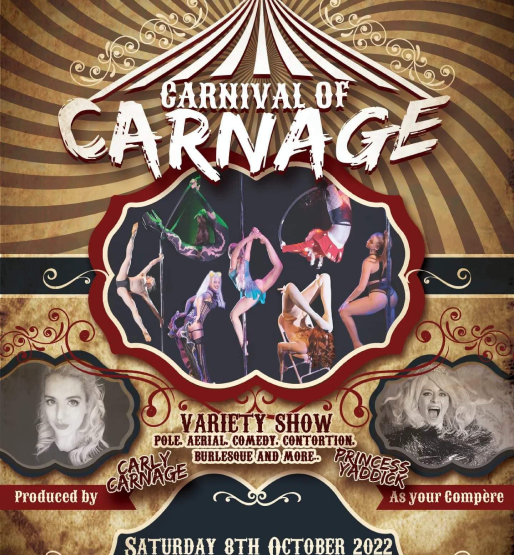 CARNIVAL OF
CARNAGE
VARIETY SHOW
POLE. AERIAL. COMEDY. CONTORTION.
BURLESQUE AND MORE.
CARLY
CARNAGE
PRINCESS
YADDICK
Produced by
As your Compère
SATURDAY 8TH OCTOBER 2022